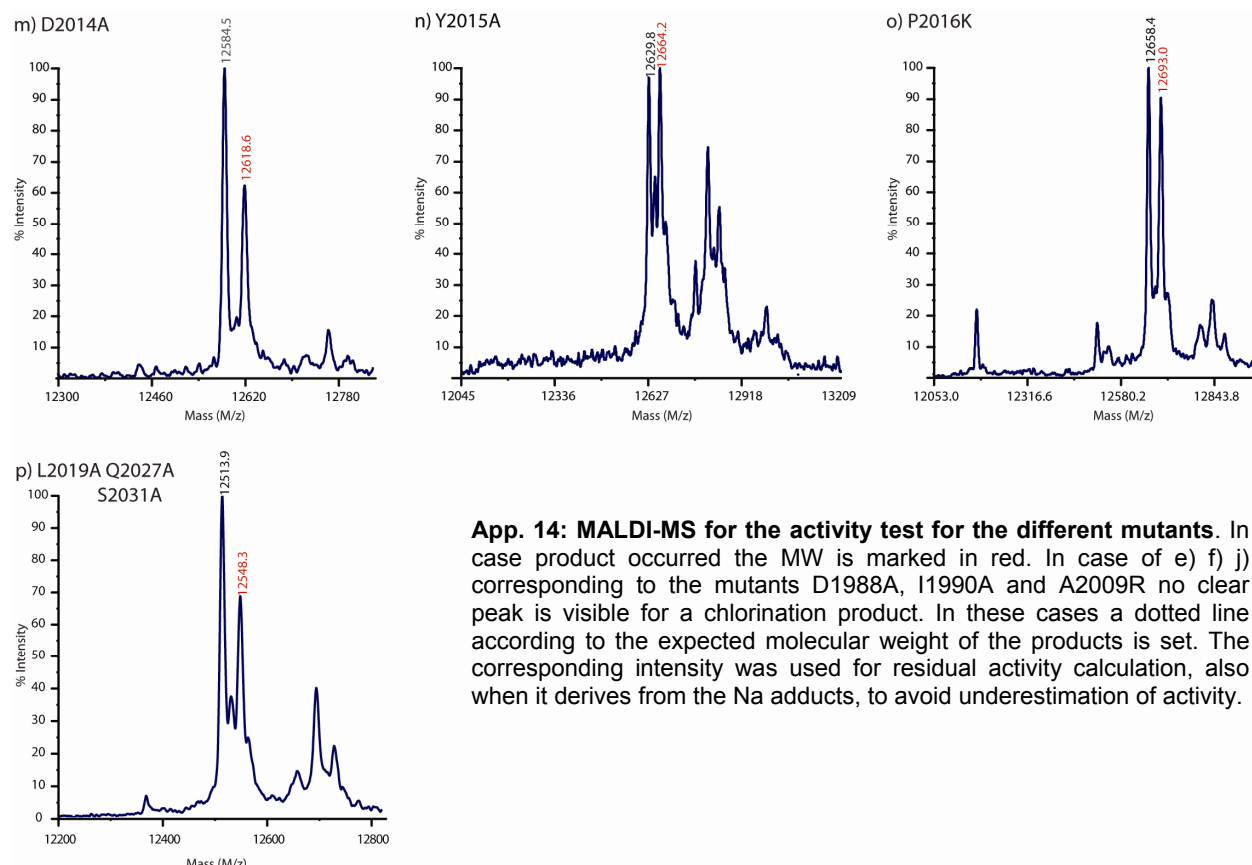 m) D2014A
12584.5
12618.6
100
90
80
70
60
50
40
30
20
10
% Intensity
12300 12460 12620 12780
Mass (M/z)
n) Y2015A
12629.8
12664.2
100
90
80
70
60
50
40
30
20
10
% Intensity
12045 12336 12627 12918 13209
Mass (M/z)
o) P2016K
12658.4
12693.0
100
90
80
70
60
50
40
30
20
10
% Intensity
12053.0 12316.6 12580.2 12843.8
Mass (M/z)
p) L2019A Q2027A
S2031A
12513.9
12548.3
100
90
80
70
60
50
40
30
20
10
0
% Intensity
12200 12400 12600 12800
Mass (M/z)
App. 14: MALDI-MS for the activity test for the different mutants. In
case product occurred the MW is marked in red. In case of e) f) j)
corresponding to the mutants D1988A, I1990A and A2009R no clear
peak is visible for a chlorination product. In these cases a dotted line
according to the expected molecular weight of the products is set. The
corresponding intensity was used for residual activity calculation, also
when it derives from the Na adducts, to avoid underestimation of activity.